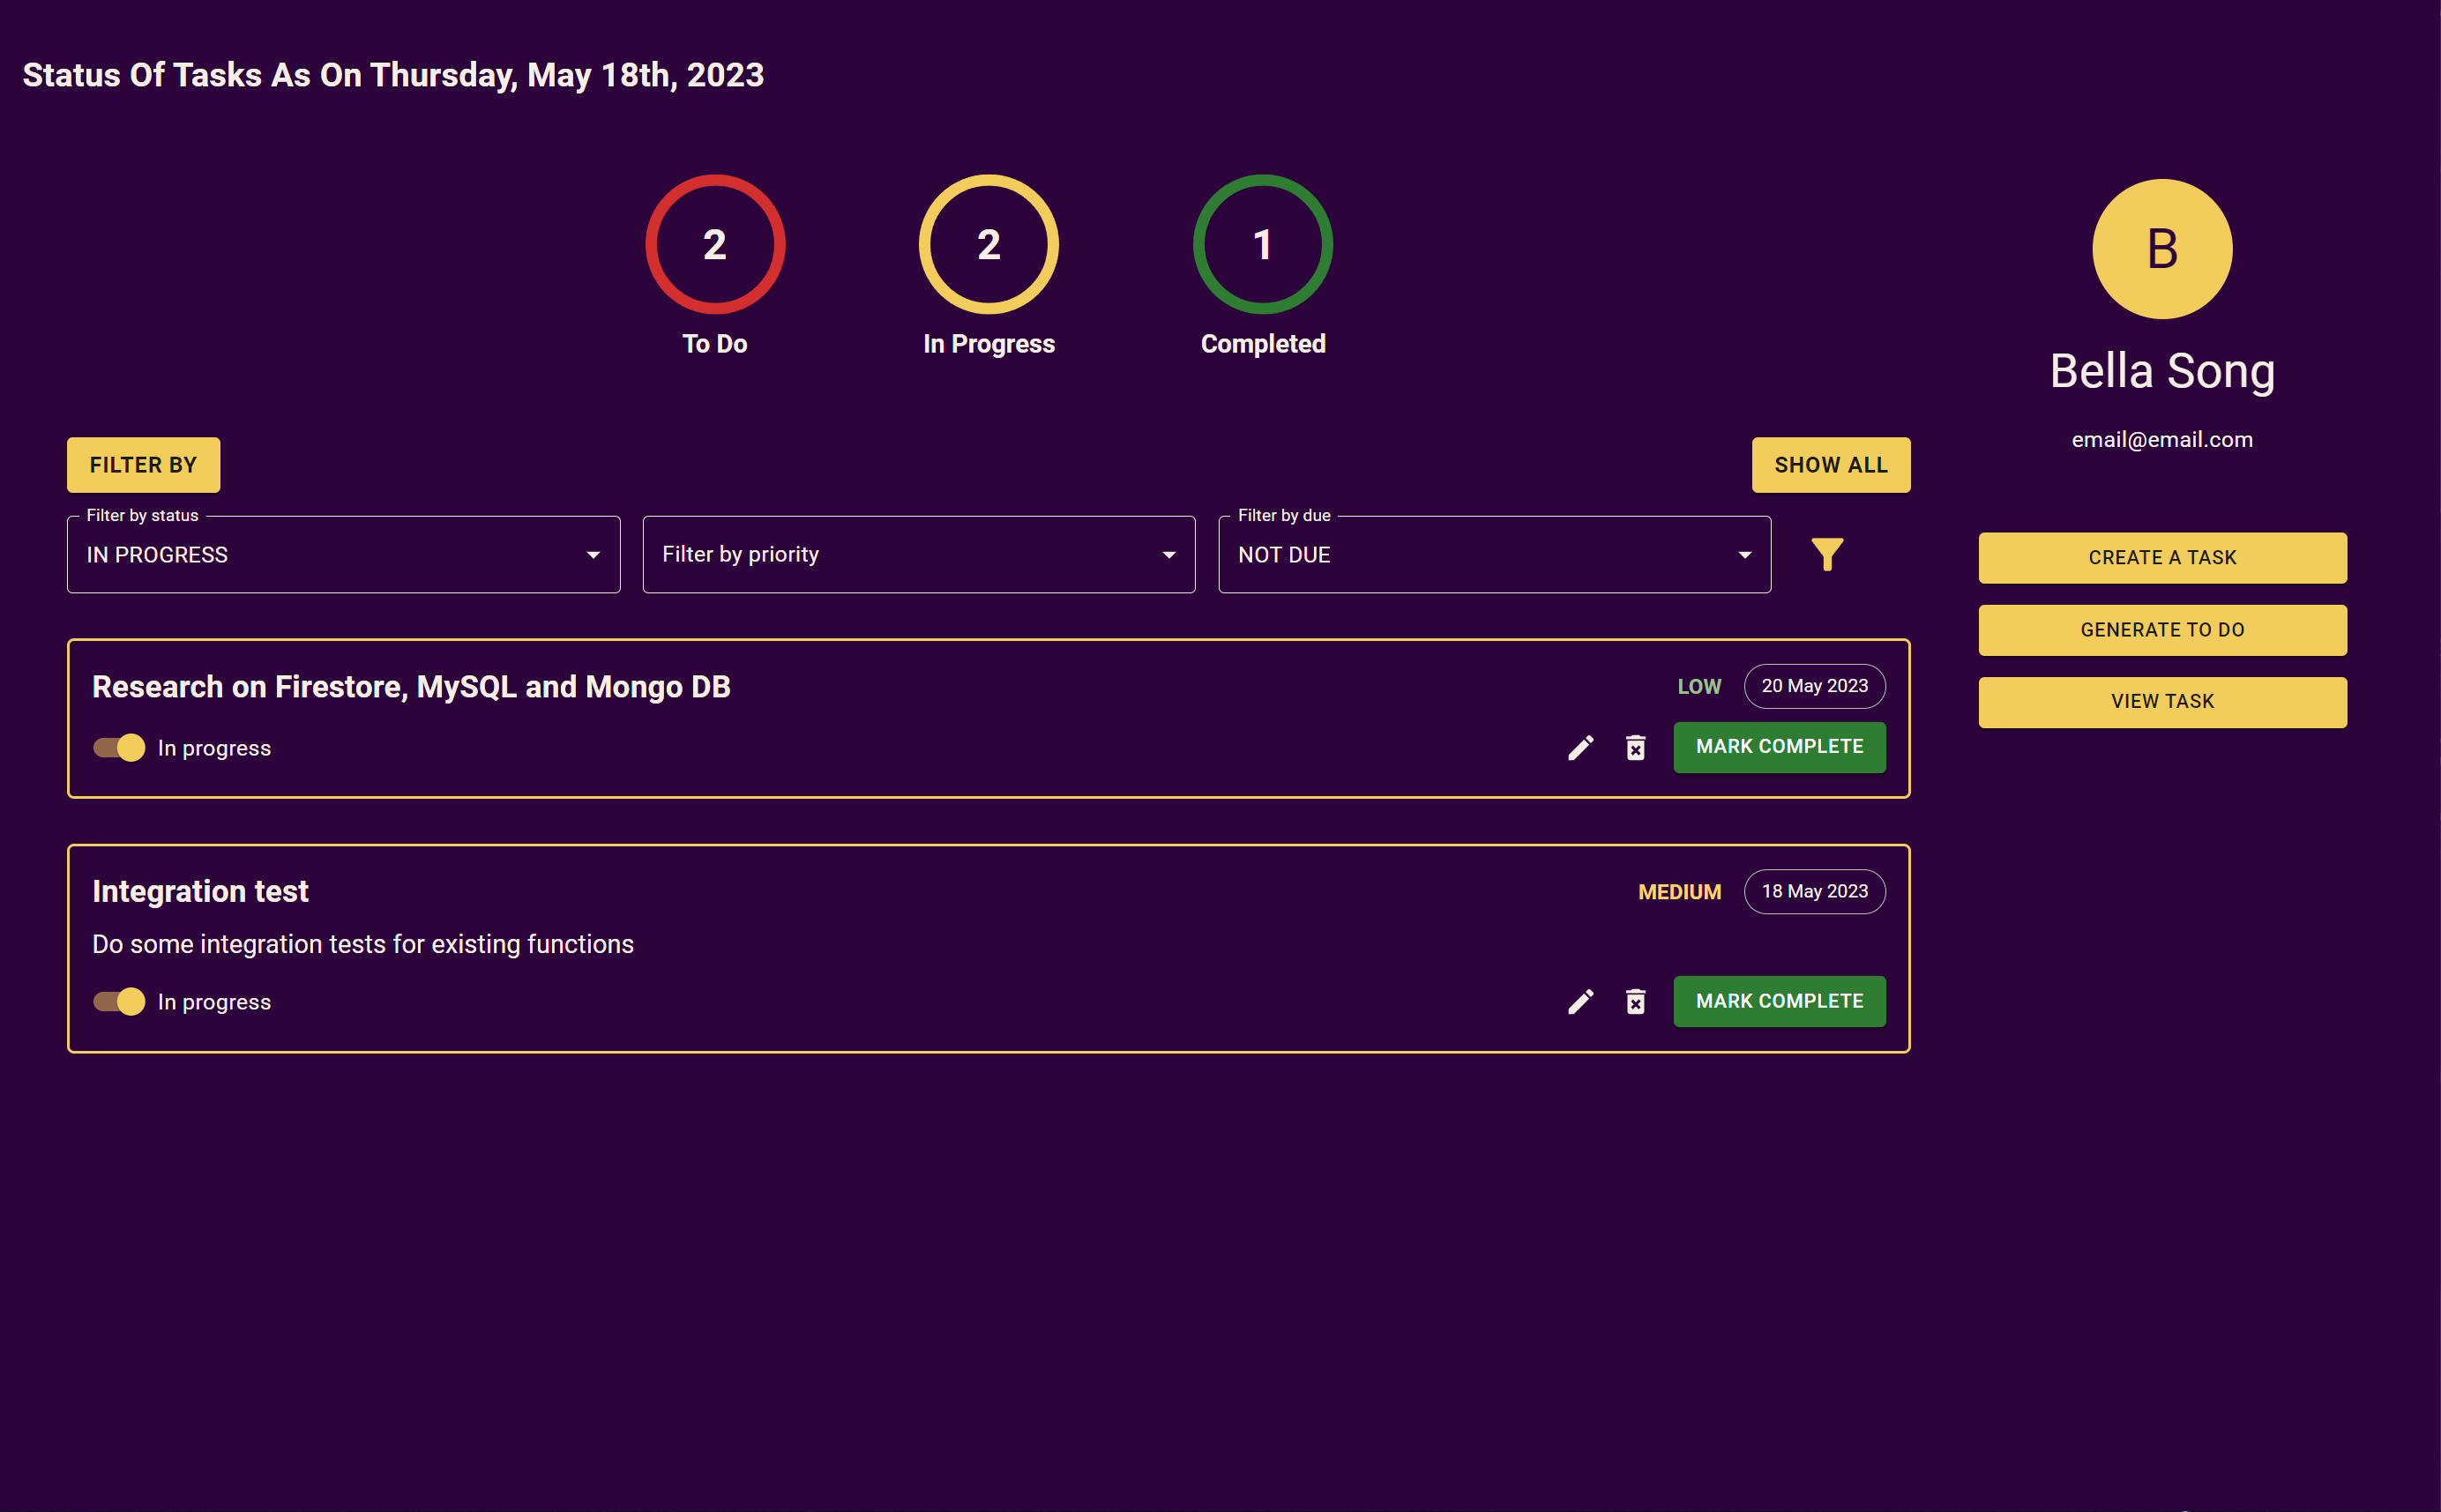 Status Of Tasks As On Thursday, May 18th, 2023
2
2
1
To Do
In Progress
Completed
B
Bella Song
email@email.com
FILTER BY
SHOW ALL
Filter by status
IN PROGRESS
Filter by priority
Filter by due
NOT DUE
CREATE A TASK
GENERATE TO DO
VIEW TASK
Research on Firestore, MySQL and Mongo DB
LOW
20 May 2023
In progress
MARK COMPLETE
Integration test
MEDIUM
18 May 2023
Do some integration tests for existing functions
In progress
MARK COMPLETE